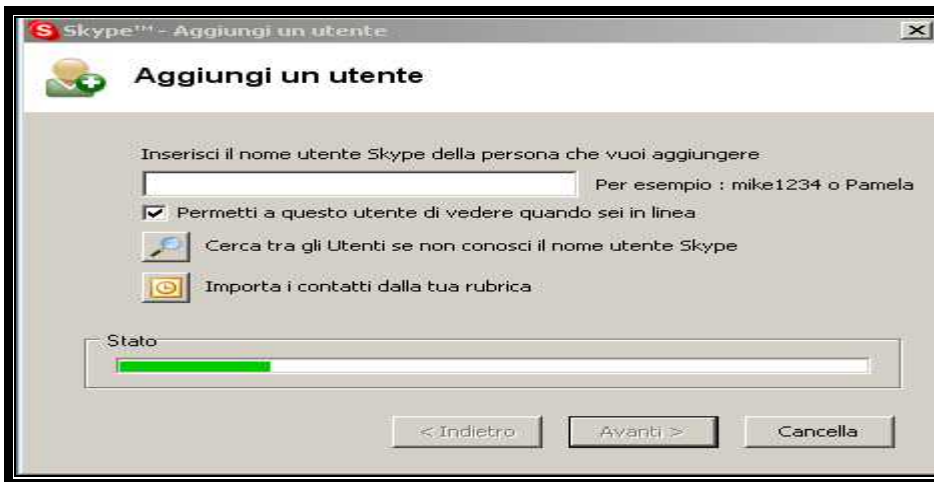 Skype™ - Aggiungi un utente
Aggiungi un utente
Inserisci il nome utente Skype della persona che vuoi aggiungere
Per esempio : mike1234 o Pamela
Permetti a questo utente di vedere quando sei in linea
Cerca tra gli Utenti se non conosci il nome utente Skype
Importa i contatti dalla tua rubrica
Stato
< Indietro Avanti > Cancella